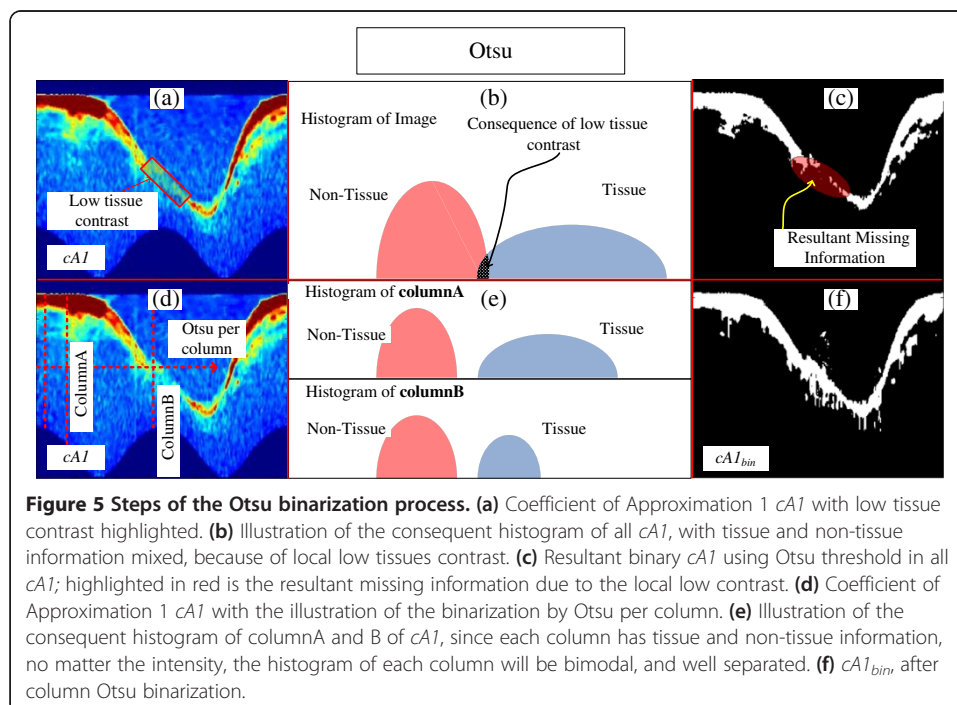 Otsu
(a)
Low tissue
contrast
cA1
(b)
Histogram of Image
Consequence of low tissue
contrast
Non-Tissue
Tissue
(c)
Resultant Missing
Information
(d)
Otsu per
column
ColumnA
ColumnB
cA1
Histogram of columnA
(e)
Non-Tissue
Tissue
Histogram of columnB
Non-Tissue
Tissue
(f)
cA1bin
Figure 5 Steps of the Otsu binarization process. (a) Coefficient of Approximation 1 cA1 with low tissue
contrast highlighted. (b) Illustration of the consequent histogram of all cA1, with tissue and non-tissue
information mixed, because of local low tissues contrast. (c) Resultant binary cA1 using Otsu threshold in all
cA1; highlighted in red is the resultant missing information due to the local low contrast. (d) Coefficient of
Approximation 1 cA1 with the illustration of the binarization by Otsu per column. (e) Illustration of the
consequent histogram of columnA and B of cA1, since each column has tissue and non-tissue information,
no matter the intensity, the histogram of each column will be bimodal, and well separated. (f) cA1bin, after
column Otsu binarization.